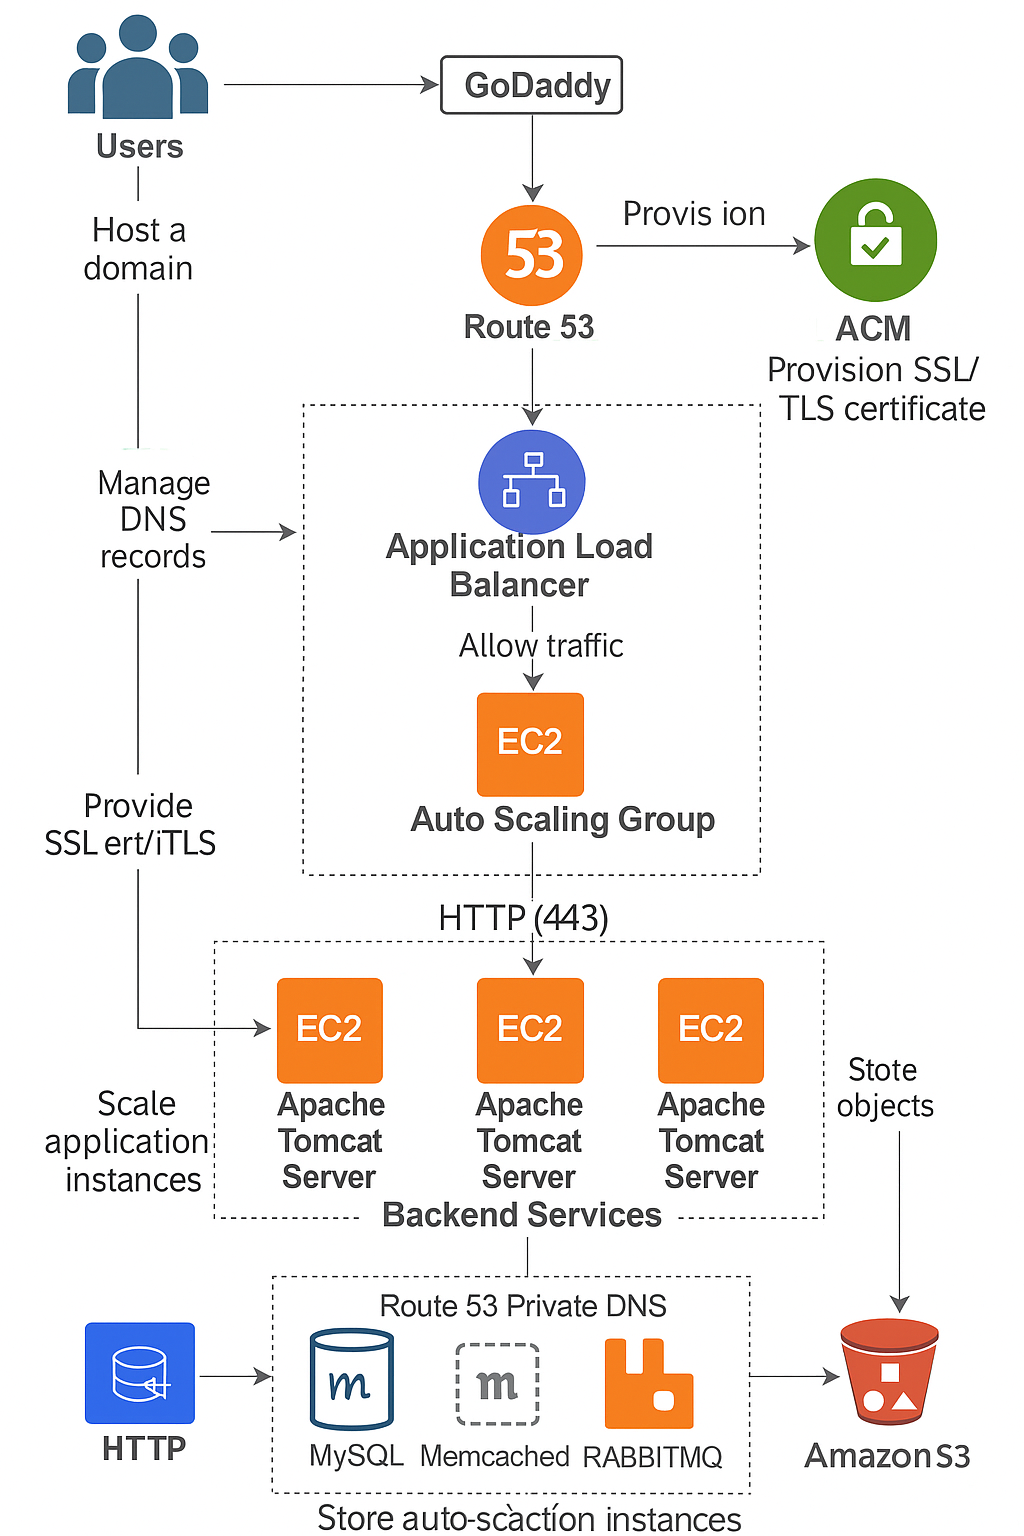 GoDaddy
Users
Host a
domain
53
Route 53
Provis ion
ACM
Provision SSL/
TLS certificate
Manage
DNS
records
Application Load
Balancer
Allow traffic
EC2
Auto Scaling Group
Provide
SSL ert/iTLS
HTTP (443)
EC2
EC2
EC2
Apache
Tomcat
Server
Apache
Tomcat
Server
Apache
Tomcat
Server
Backend Services
Scale
application
instances
Stote
objects
Route 53 Private DNS
HTTP
m
MySQL
m
Memcached
RABBITMQ
Amazon S3
Store auto-scàctíon instances